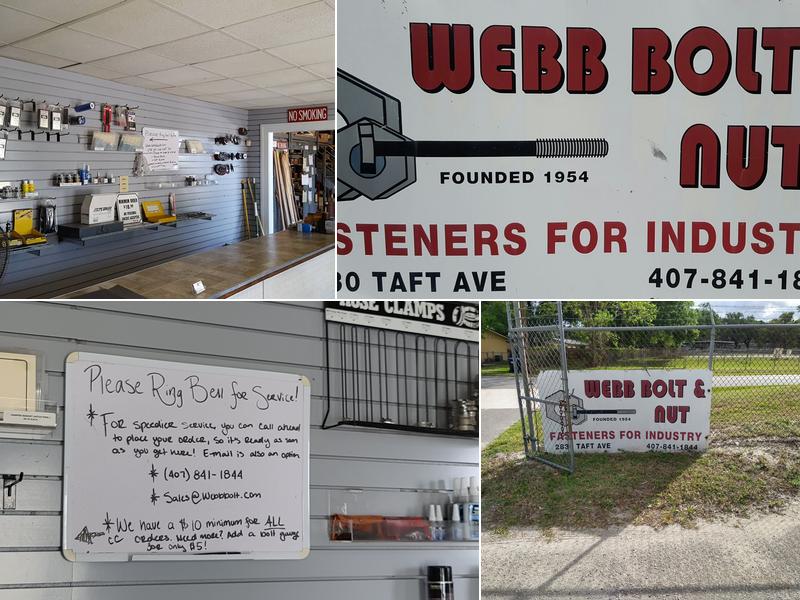 NO SMOKING
Please Ring Bell
WEBB BOLT
NUT
FOUNDED 1954
STENERS FOR INDUST
30 TAFT AVE
407-841-18
HOSE CLAMPS
Please Ring Bell for Service!
* For speedier service, you can call ahead
to place your order, so it's ready as soon
as you get here! E-mail is also an option
* (407) 841-1844
* Sales@Webbbolt.com
* We have a $10 minimum for ALL
CC orders. Need more? Add a bolt gauge
for only $5!
WEBB BOLT &
NUT
FOUNDED 1954
FASTENERS FOR INDUSTRY
283 TAFT AVE 407-841-1844